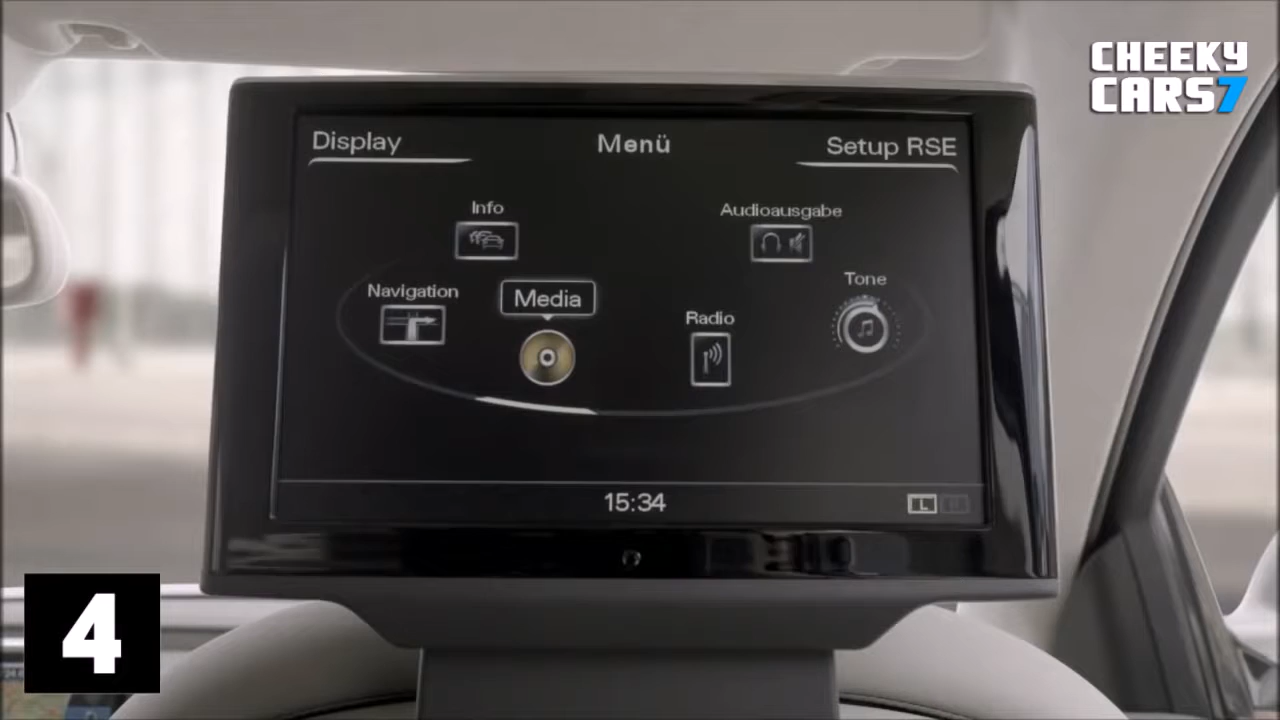 CHEEKY
CARS7
Display
Menü
Setup RSE
Info
Audioausgabe
Navigation
Media
Radio
Tone
15:34
L
4